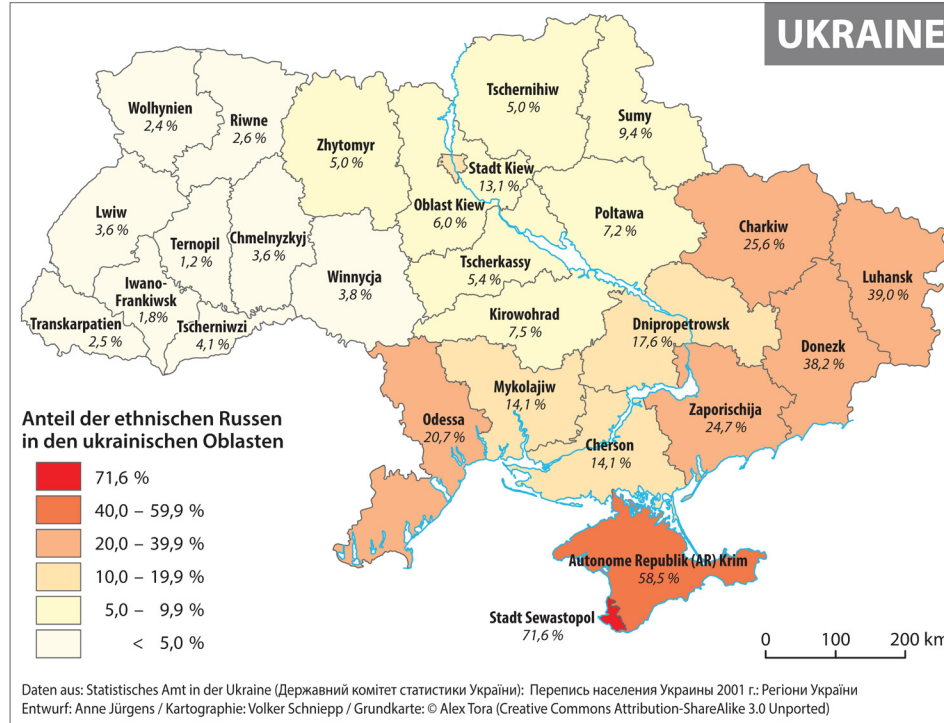 UKRAINE
Tschernihiw
5,0 %
Sumy
9,4 %
Wolhynien
2,4 %
Riwne
2,6 %
Zhytomyr
5,0 %
Stadt Kiew
13,1 %
Oblast Kiew
6,0 %
Poltawa
7,2 %
Charkiw
25,6 %
Luhansk
39,0 %
Lwiw
3,6 %
Ternopil
1,2 %
Chmelnyzkyj
3,6 %
Winnycja
3,8 %
Tscherkassy
5,4 %
Iwano-
Frankiwsk
1,8%
Transkarpatien
2,5 %
Tscherniwzi
4,1 %
Kirowohrad
7,5 %
Dnipropetrowsk
17,6 %
Donezk
38,2 %
Mykolajiw
14,1 %
Odessa
20,7 %
Zaporischija
24,7 %
Cherson
14,1 %
Autonome Republik (AR) Krim
58,5 %
Stadt Sewastopol
71,6 %
Anteil der ethnischen Russen
in den ukrainischen Oblasten
71,6 %
40,0 – 59,9 %
20,0 – 39,9 %
10,0 – 19,9 %
5,0 – 9,9 %
< 5,0 %
0 100 200 km
Daten aus: Statistisches Amt in der Ukraine (Державний комітет статистики України): Перепись населения Украины 2001 г.: Регіони України
Entwurf: Anne Jürgens / Kartographie: Volker Schniepp / Grundkarte: © Alex Tora (Creative Commons Attribution-ShareAlike 3.0 Unported)